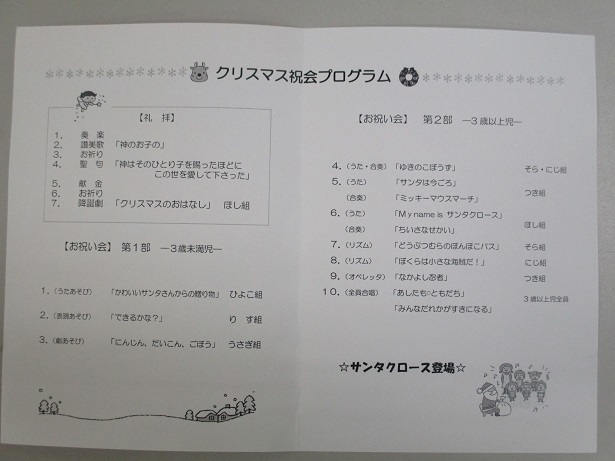 クリスマス祝会プログラム
【礼 拝】
1. 奏 楽
2. 讃美歌 「神のお子の」
3. お祈り
4. 聖 句 「神はそのひとり子を賜ったほどに
この世を愛して下さった」
5. 献 金
6. お祈り
7. 降誕劇 「クリスマスのおはなし」 ほし組
【お祝い会】 第1部 ―3歳未満児―
1. (うたあそび) 「かわいいサンタさんからの贈り物」 ひよこ組
2. (表現あそび) 「できるかな?」 り す組
3. (劇あそび) 「にんじん、だいこん、ごぼう」 うさぎ組
【お祝い会】 第2部 ―3歳以上児―
4. (うた・合奏) 「ゆきのこぼうず」 そら・にじ組
5. (うた) 「サンタは今ごろ」
つき組
(合奏) 「ミッキーマウスマーチ」
6. (うた) 「My name is サンタクロース」
ほし組
(合奏) 「ちいさなせかい」
7. (リズム) 「どうぶつむらのぽんぽこバス」 そら組
8. (リズム) 「ぼくらは小さな海賊だ!」 にじ組
9. (オペレッタ) 「なかよし忍者」 つき組
10. (全員合唱) 「あしたも○ともだち」
3歳以上児全員
「みんなだれかがすきになる」
☆サンタクロース登場☆